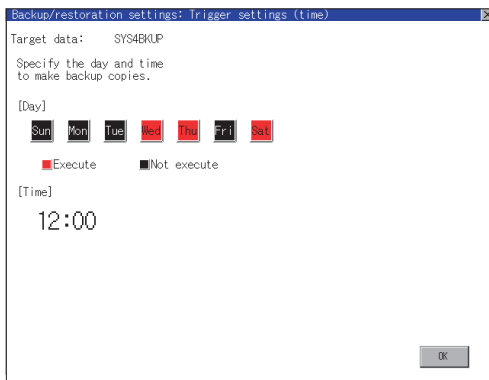 Backup/restoration settings: Trigger settings (time)
Target data: SYS4BKUP
Specify the day and time
to make backup copies.
[Day]
Sun Mon Tue Wed Thu Fri Sat
Execute Not execute
[Time]
12:00
OK